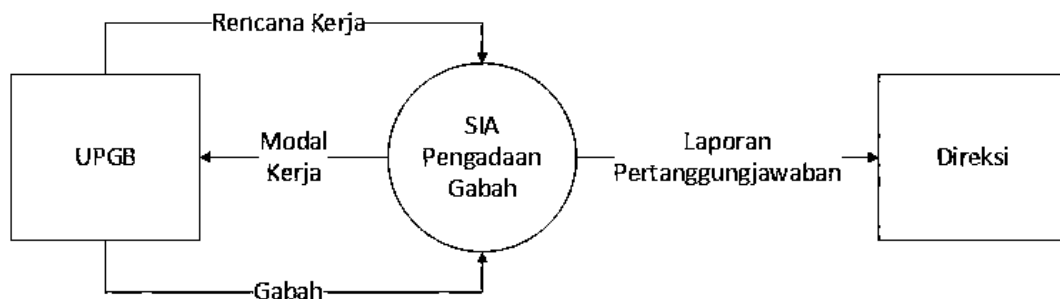 Rencana Kerja
UPGB
Modal
Kerja
SIA
Pengadaan
Gabah
Laporan
Pertanggungjawaban
Direksi
Gabah